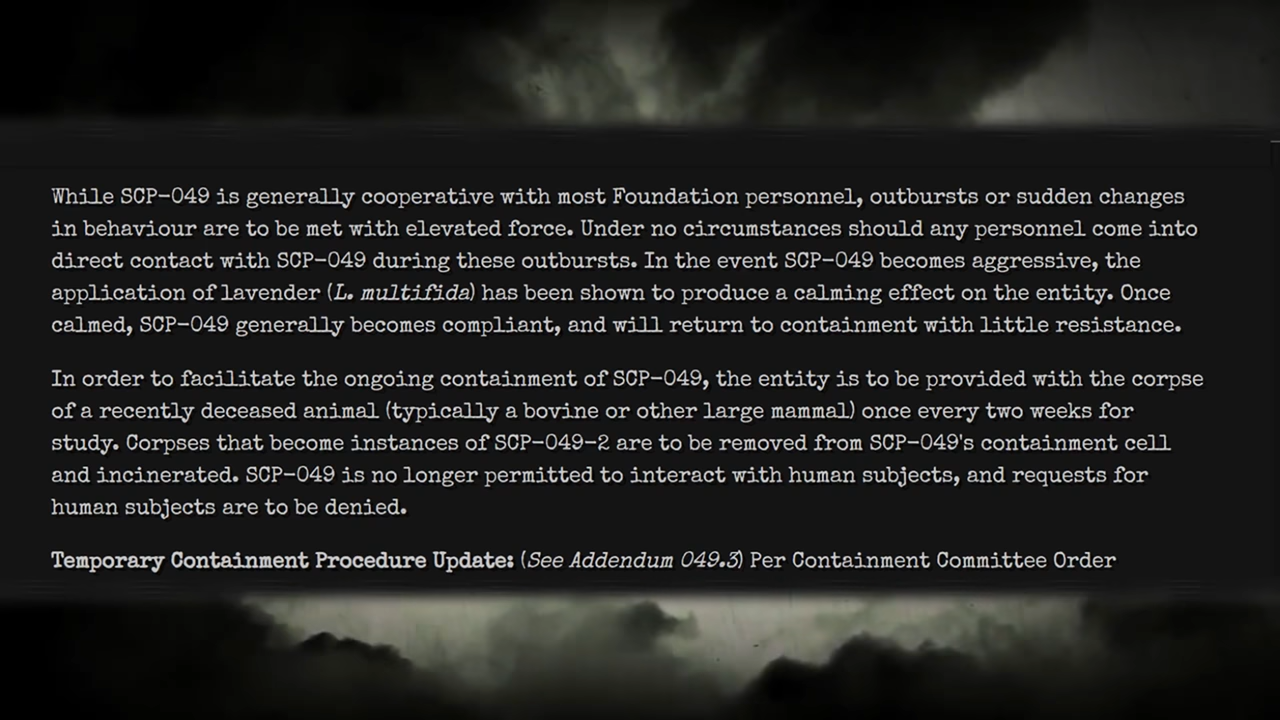 While SCP-049 is generally cooperative with most Foundation personnel, outbursts or sudden changes
in behaviour are to be met with elevated force. Under no circumstances should any personnel come into
direct contact with SCP-049 during these outbursts. In the event SCP-049 becomes aggressive, the
application of lavender (L. multifida) has been shown to produce a calming effect on the entity. Once
calmed, SCP-049 generally becomes compliant, and will return to containment with little resistance.
In order to facilitate the ongoing containment of SCP-049, the entity is to be provided with the corpse
of a recently deceased animal (typically a bovine or other large mammal) once every two weeks for
study. Corpses that become instances of SCP-049-2 are to be removed from SCP-049's containment cell
and incinerated. SCP-049 is no longer permitted to interact with human subjects, and requests for
human subjects are to be denied.
Temporary Containment Procedure Update: (See Addendum 049.3) Per Containment Committee Order